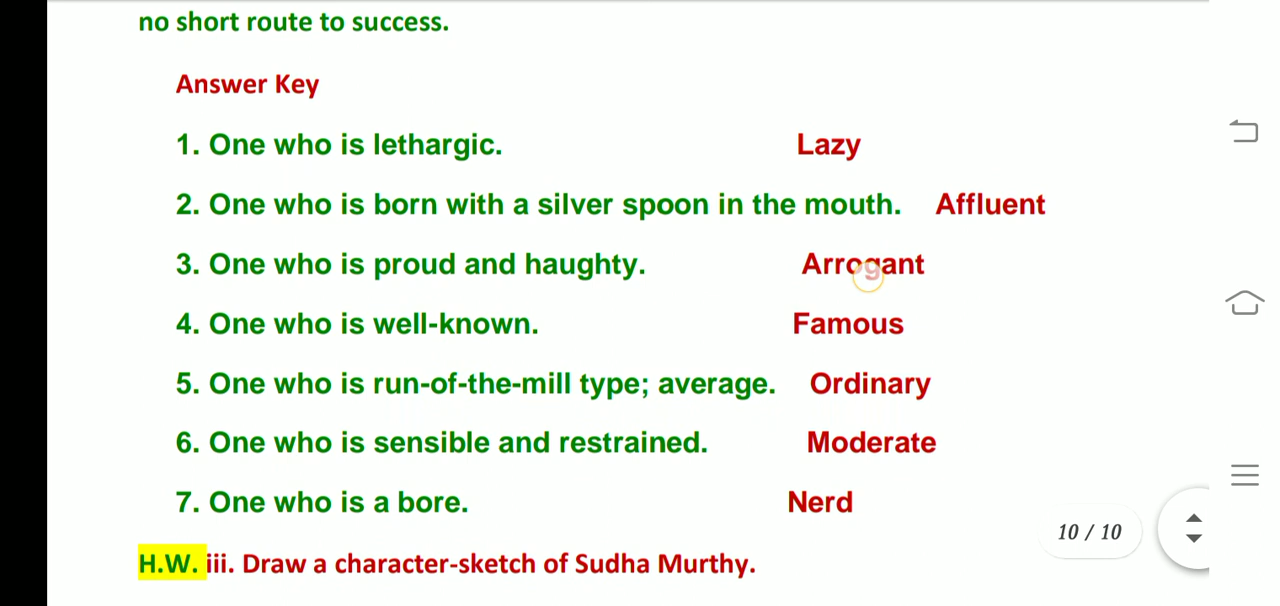 no short route to success.
Answer Key
1. One who is lethargic. Lazy
2. One who is born with a silver spoon in the mouth. Affluent
3. One who is proud and haughty. Arrogant
4. One who is well-known. Famous
5. One who is run-of-the-mill type; average. Ordinary
6. One who is sensible and restrained. Moderate
7. One who is a bore. Nerd
10 / 10
H.W. iii. Draw a character-sketch of Sudha Murthy.